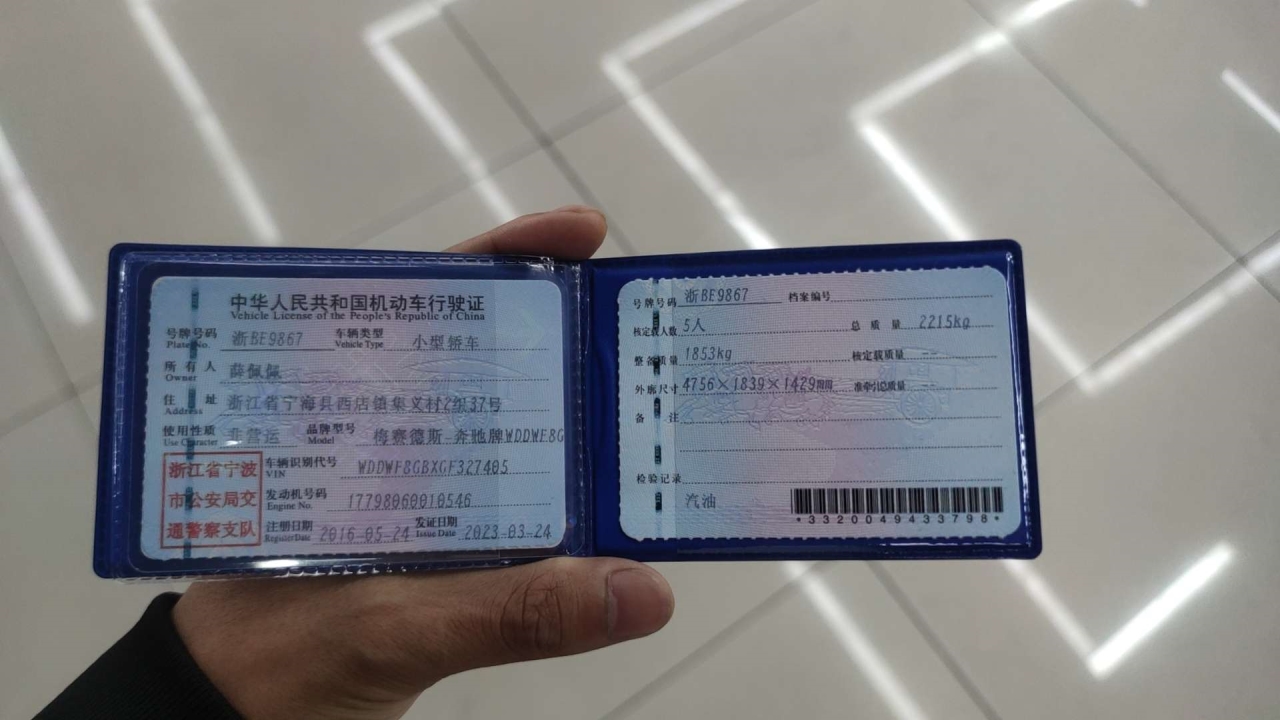 中华人民共和国机动车行驶证
Vehicle License of the People's Republic of China
号牌号码 浙BE9867 车辆类型 小型轿车
Plate No. Vehicle Type
所有人 薛佩佩
Owner
住址 浙江省宁海县西店镇集义村2组37号
Address
使用性质 非营运 品牌型号 梅赛德斯-奔驰牌WDDWF8G
Use Character Model
浙江省宁波
市公安局交
通警察支队
车辆识别代号 WDDWF8GBXGF327405
VIN
发动机号码 17798060010546
Engine No.
注册日期 2016-05-24 发证日期 2023-03-24
Register Date Issue Date
号牌号码 浙BE9867 档案编号
核定载人数 5人 总质量 2215kg
整备质量 1853kg 核定载质量 --
外廓尺寸 4756×1839×1429mm 准牵引总质量 --
备注
检验记录
汽油
*3320049433798*